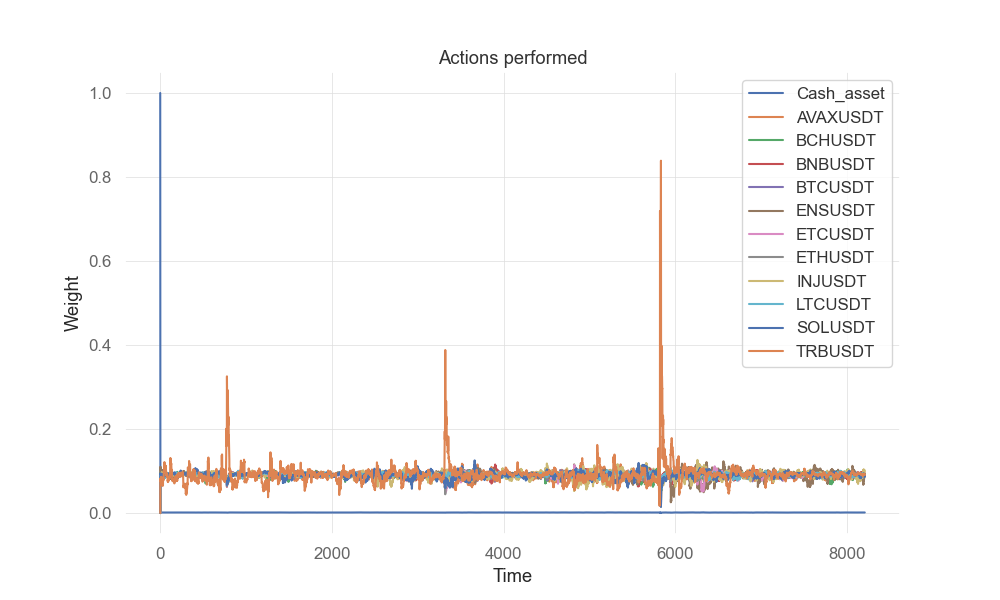 Actions performed
Weight
1.0
0.8
0.6
0.4
0.2
0.0
0
2000
4000
6000
8000
Time
Cash_asset
AVAXUSDT
BCHUSDT
BNBUSDT
BTCUSDT
ENSUSDT
ETCUSDT
ETHUSDT
INJUSDT
LTCUSDT
SOLUSDT
TRBUSDT